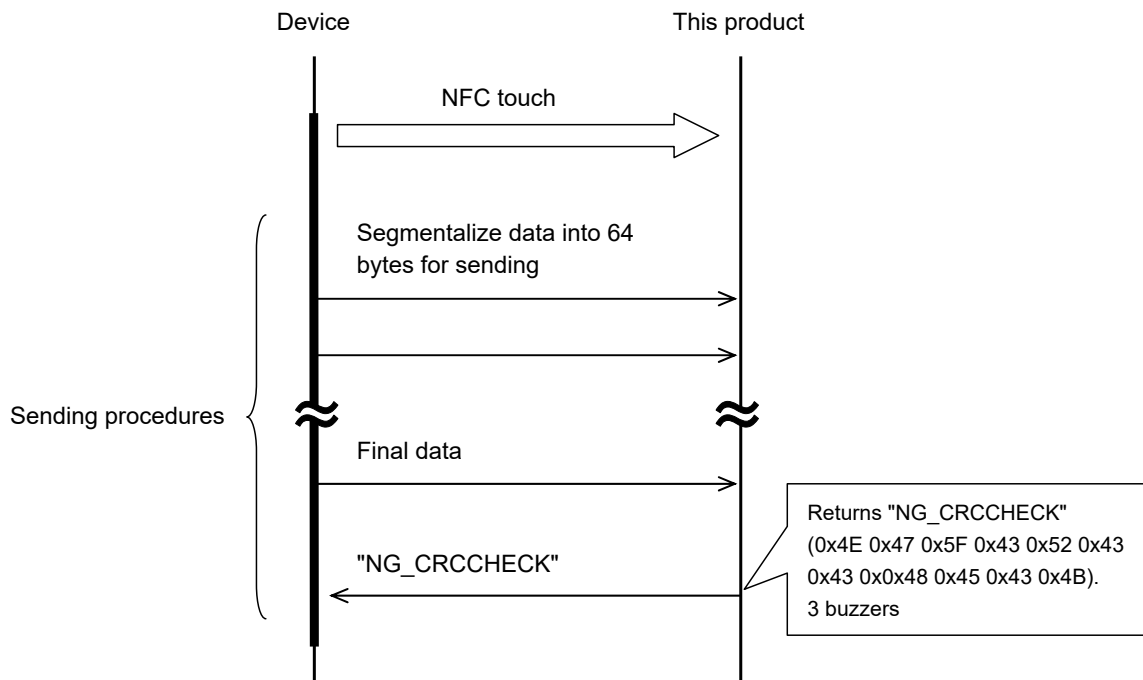 Device
This product
NFC touch
Segmentalize data into 64
bytes for sending
Sending procedures
Final data
Returns "NG_CRCCHECK"
(0x4E 0x47 0x5F 0x43 0x52 0x43
0x43 0x0x48 0x45 0x43 0x4B).
3 buzzers
"NG_CRCCHECK"